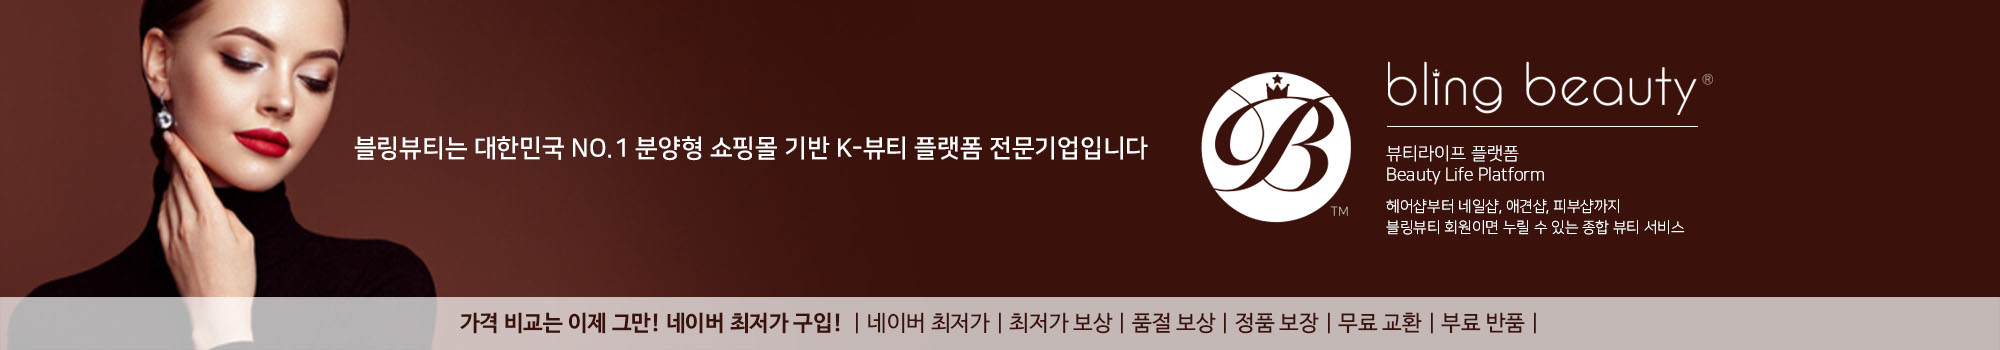 블링뷰티는 대한민국 NO.1 분양형 쇼핑몰 기반 K-뷰티 플랫폼 전문기업입니다
B
TM
bling beauty®
뷰티라이프 플랫폼
Beauty Life Platform
헤어샵부터 네일샵, 애견샵, 피부샵까지
블링뷰티 회원이면 누릴 수 있는 종합 뷰티 서비스
가격 비교는 이제 그만! 네이버 최저가 구입! | 네이버 최저가 | 최저가 보상 | 품절 보상 | 정품 보장 | 무료 교환 | 부료 반품 |